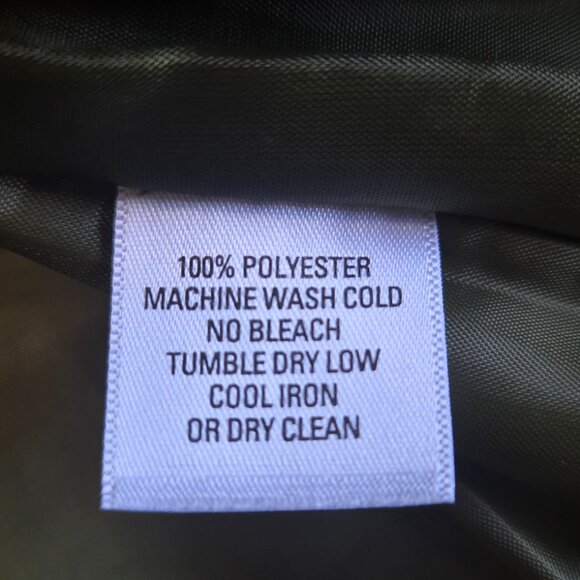 100% POLYESTER
MACHINE WASH COLD
NO BLEACH
TUMBLE DRY LOW
COOL IRON
OR DRY CLEAN